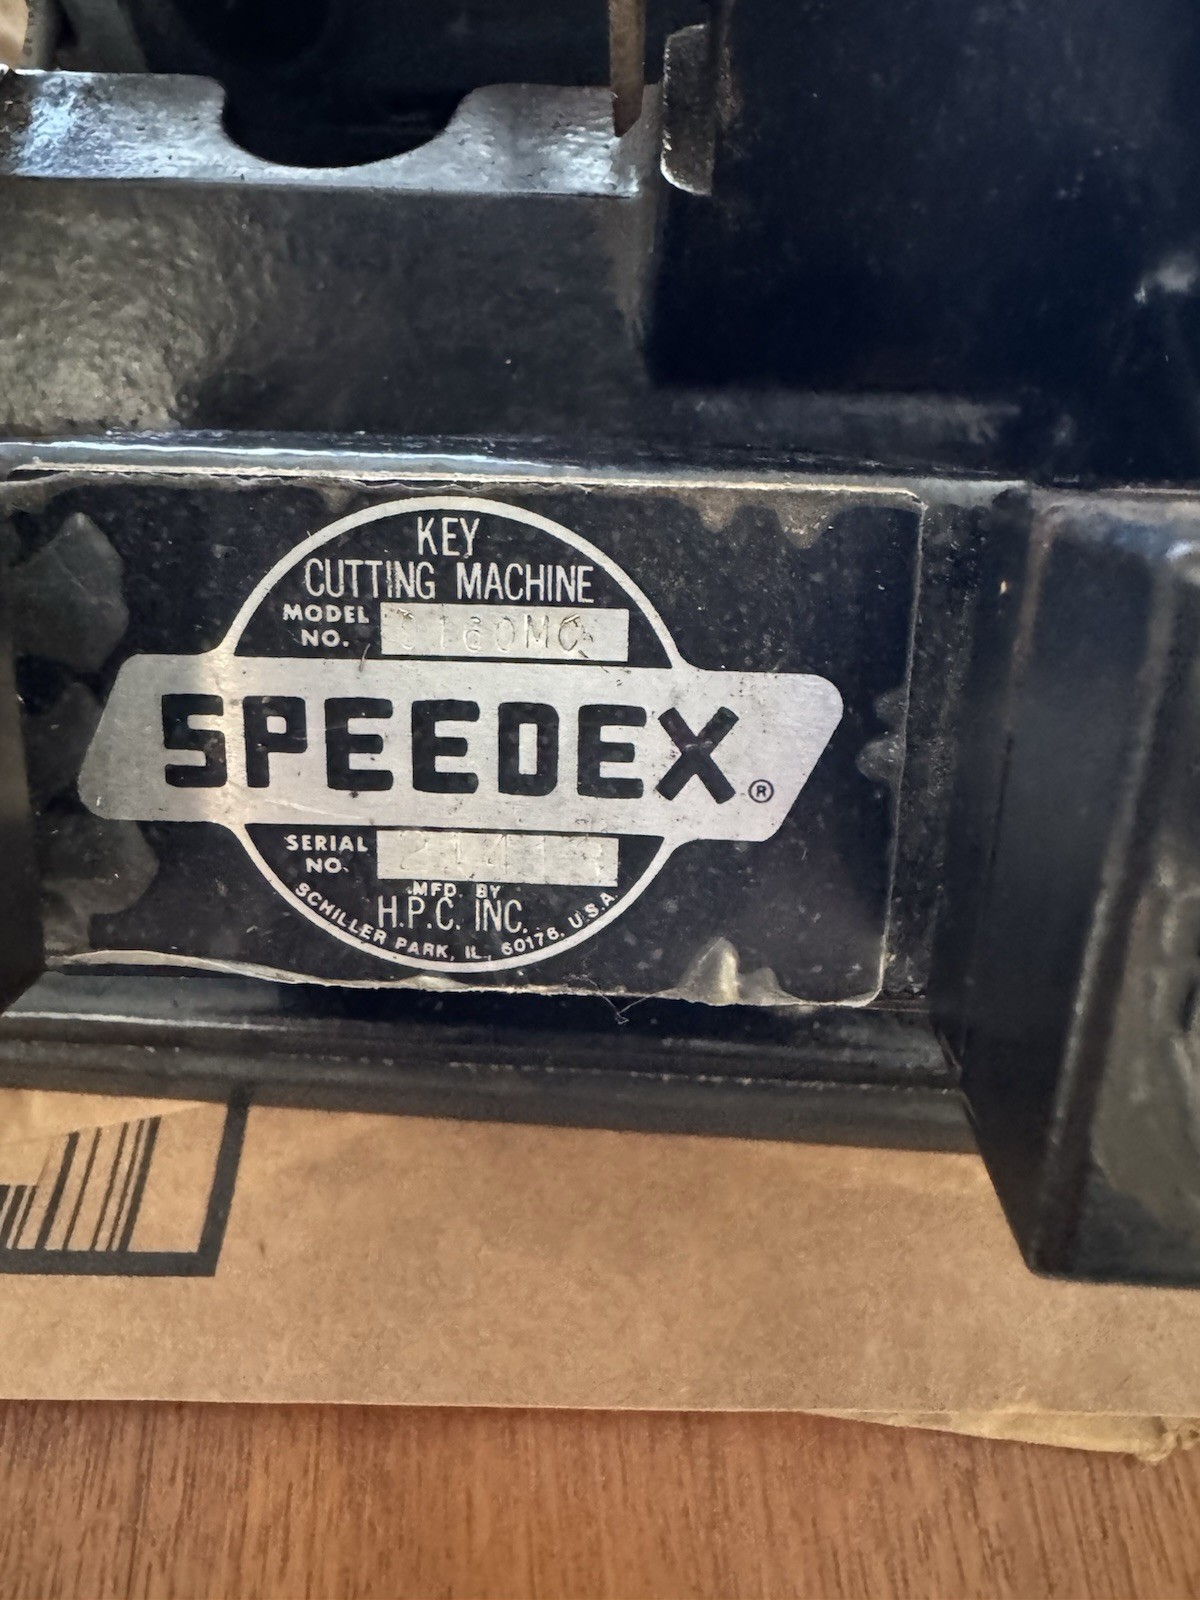 KEY
CUTTING MACHINE
MODEL
NO.
SPEEDEX®
SERIAL
NO.
MFD. BY
H.P.C. INC.
SCHILLER PARK, IL., 60176, U.S.A.